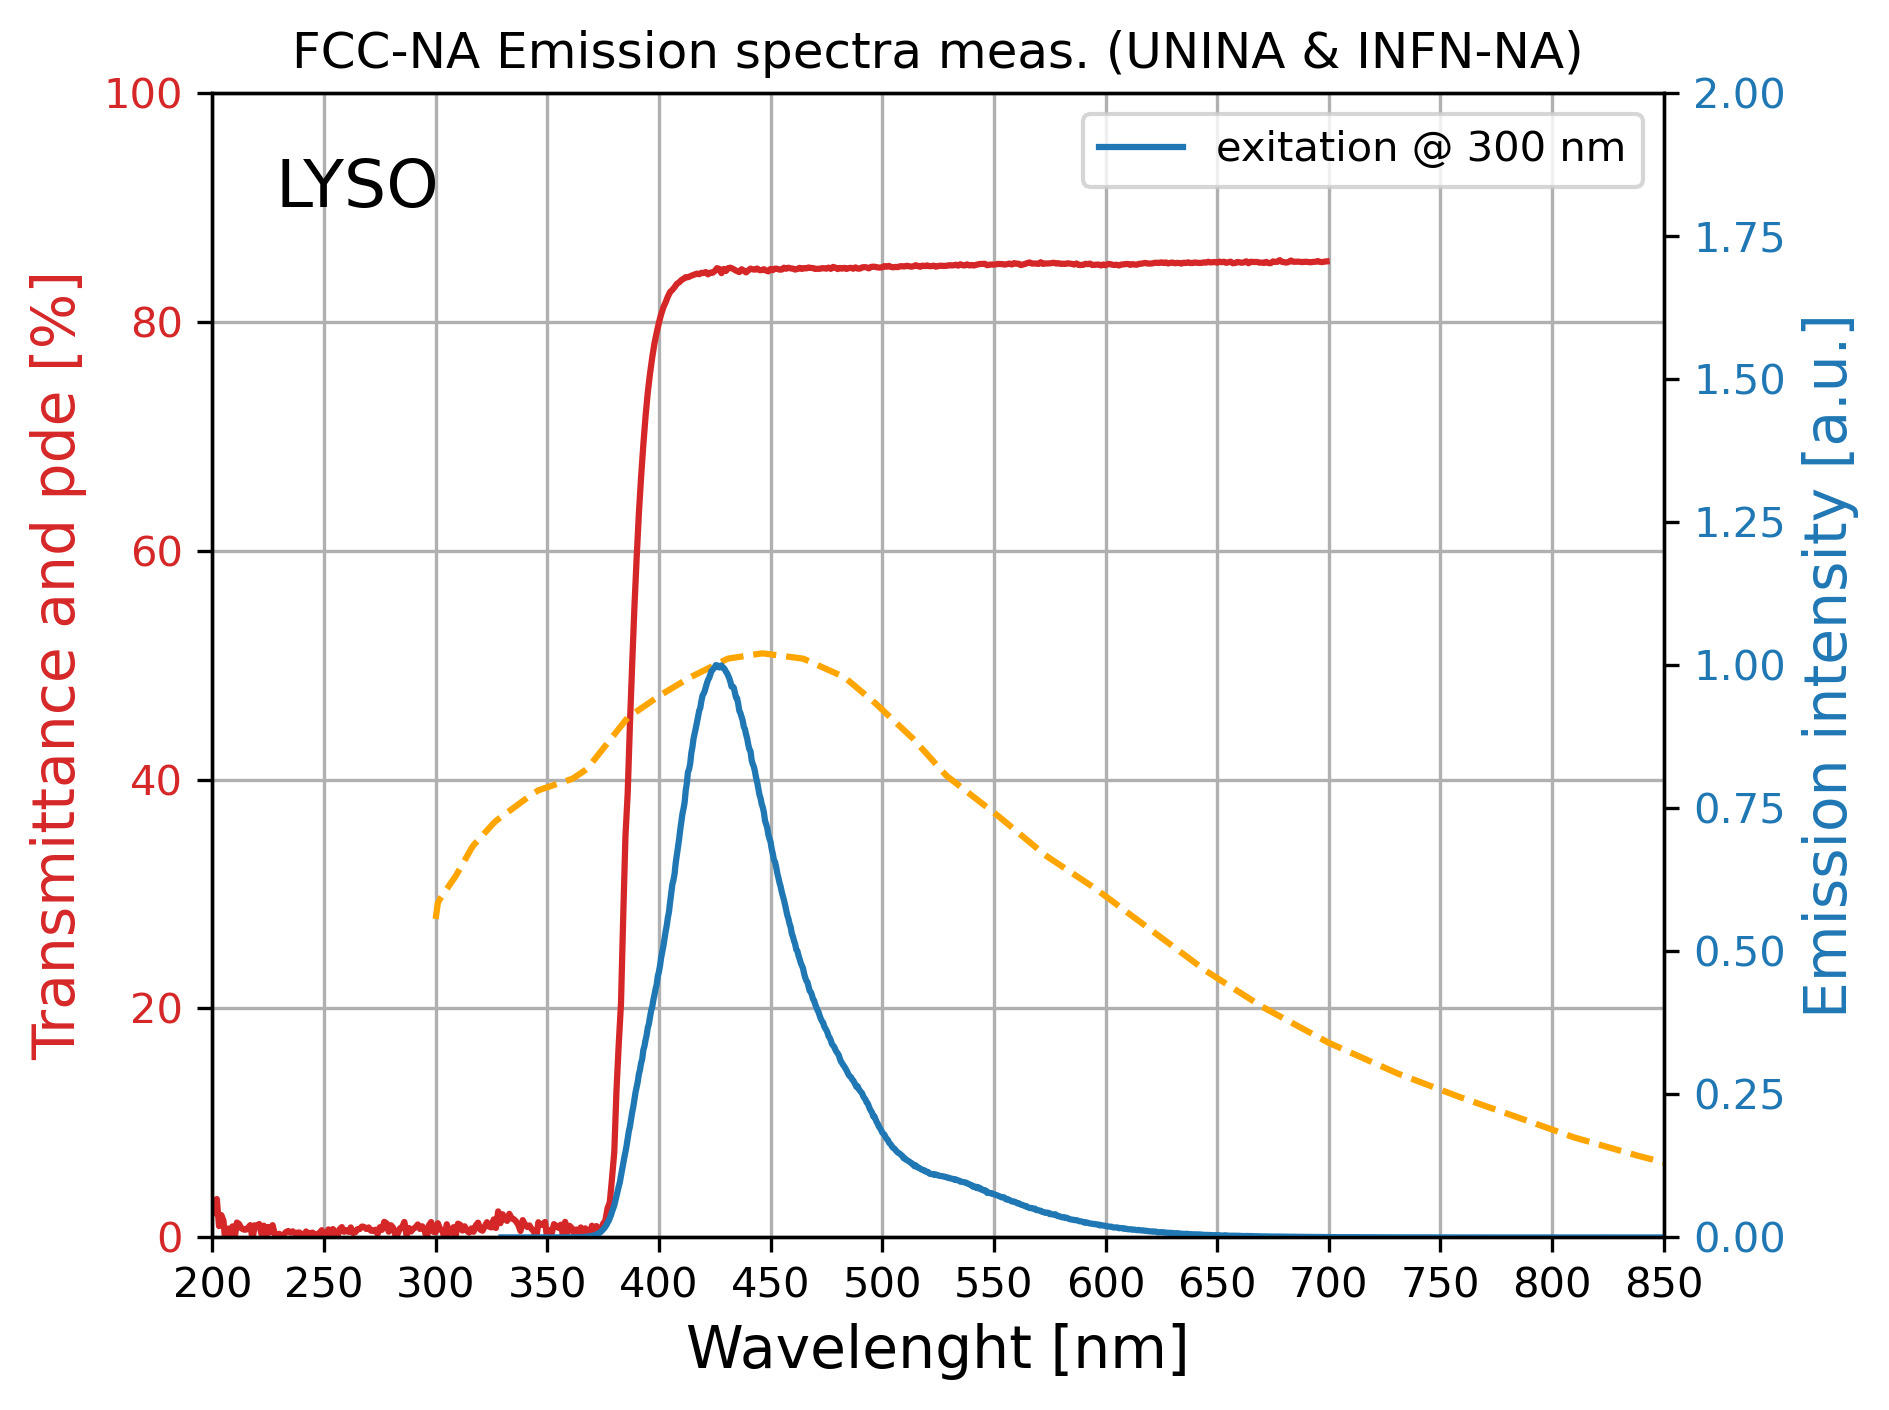 FCC-NA Emission spectra meas. (UNINA & INFN-NA)
LYSO
exitation @ 300 nm
Transmittance and pde [%]
100
80
60
40
20
0
Emission intensity [a.u.]
2.00
1.75
1.50
1.25
1.00
0.75
0.50
0.25
0.00
200 250 300 350 400 450 500 550 600 650 700 750 800 850
Wavelenght [nm]